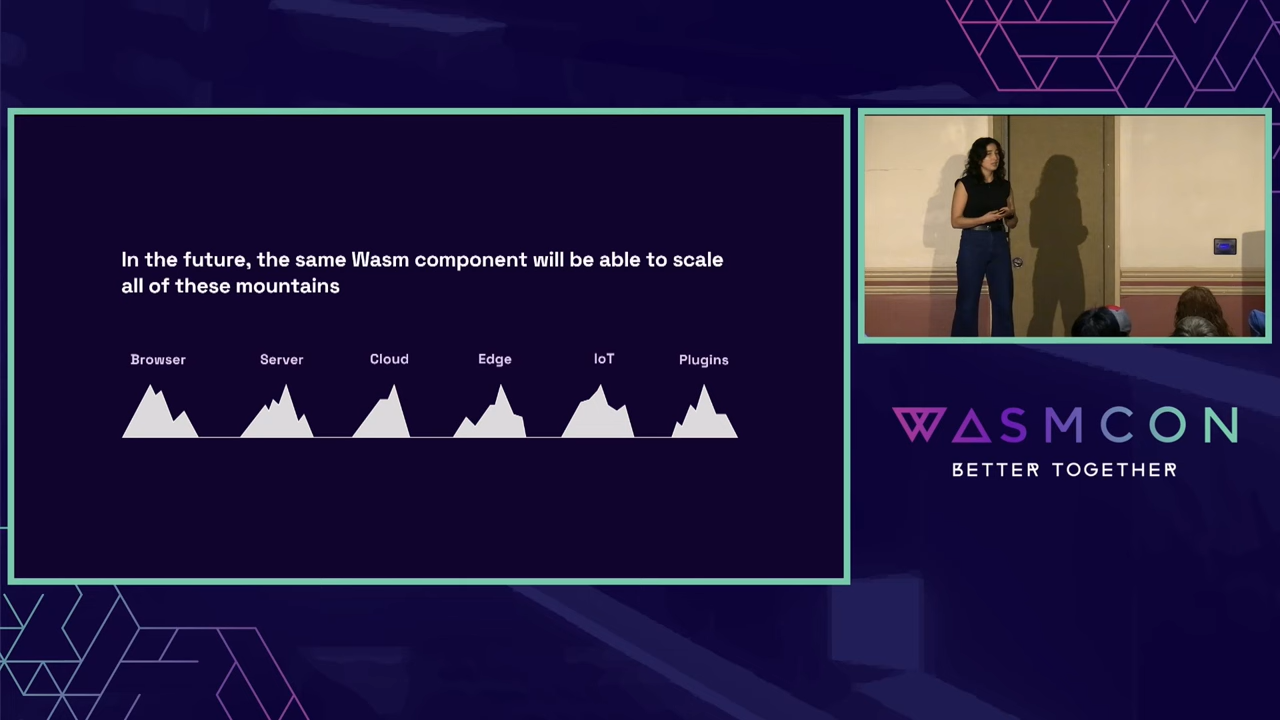 In the future, the same Wasm component will be able to scale
all of these mountains
Browser Server Cloud Edge IoT Plugins
WASMCON
BETTER TOGETHER